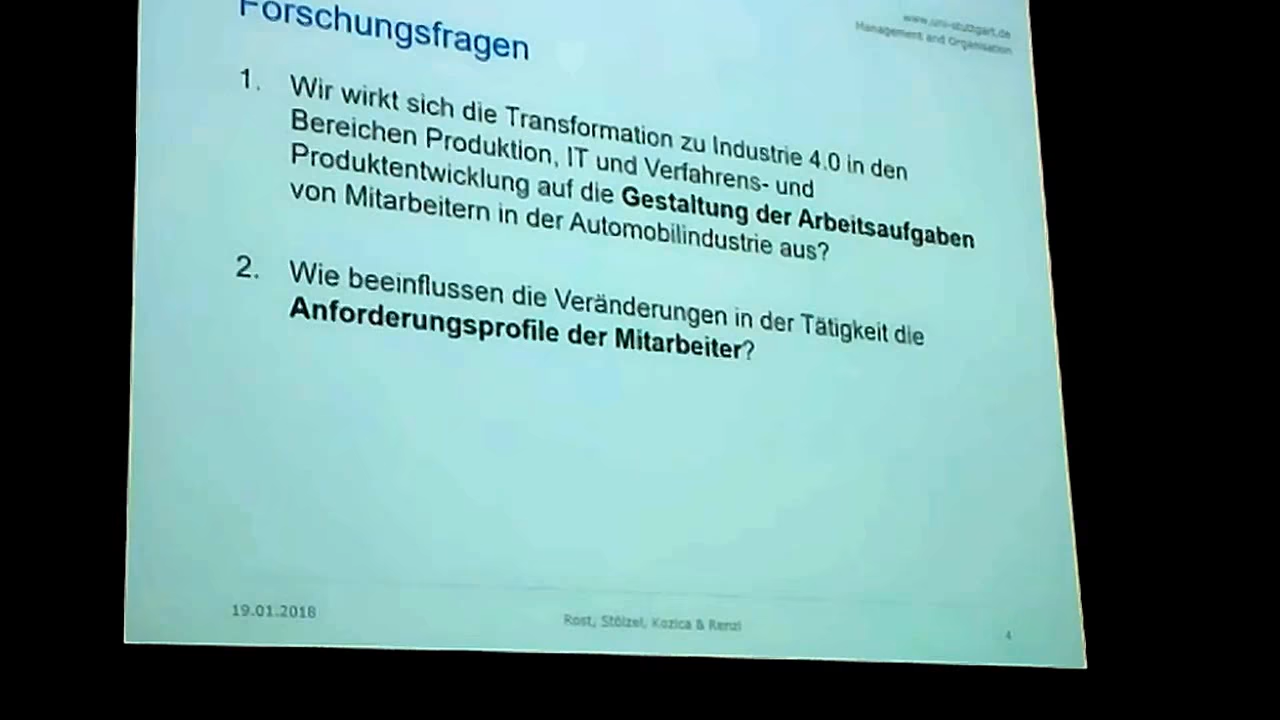 Forschungsfragen
www.uni-stuttgart.de
Management and Organisation
1. Wir wirkt sich die Transformation zu Industrie 4.0 in den
Bereichen Produktion, IT und Verfahrens- und
Produktentwicklung auf die Gestaltung der Arbeitsaufgaben
von Mitarbeitern in der Automobilindustrie aus?
2. Wie beeinflussen die Veränderungen in der Tätigkeit die
Anforderungsprofile der Mitarbeiter?
19.01.2018
Rost, Stölzel, Kozica & Renzl
4